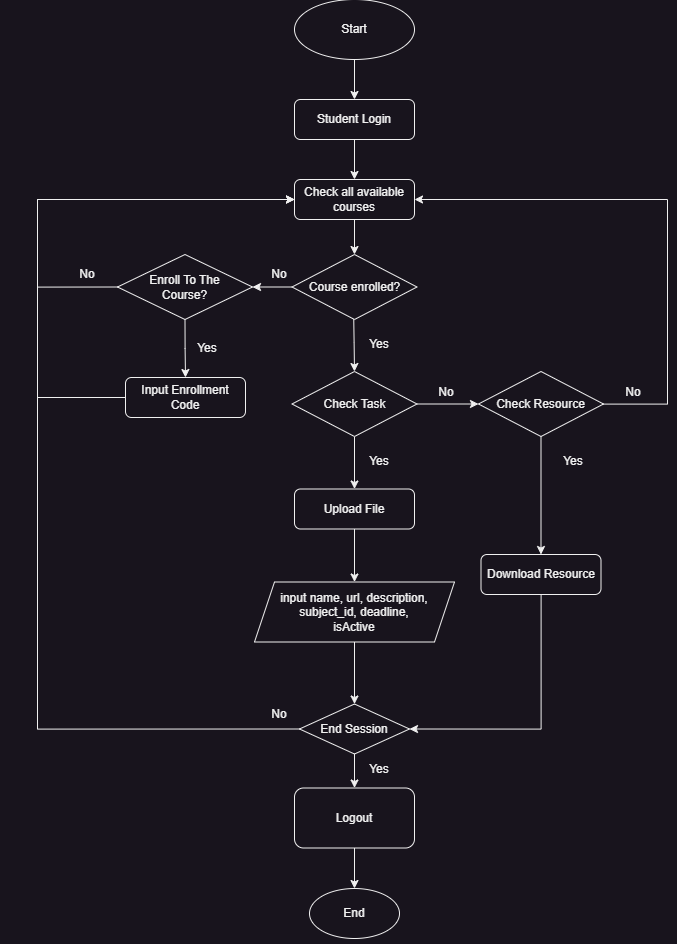 Start
Student Login
Check all available
courses
No
Enroll To The
Course?
No
Course enrolled?
Yes
Yes
Input Enrollment
Code
Check Task
No
Check Resource
No
Yes
Yes
Upload File
Download Resource
input name, url, description,
subject_id, deadline,
isActive
No
End Session
Yes
Logout
End